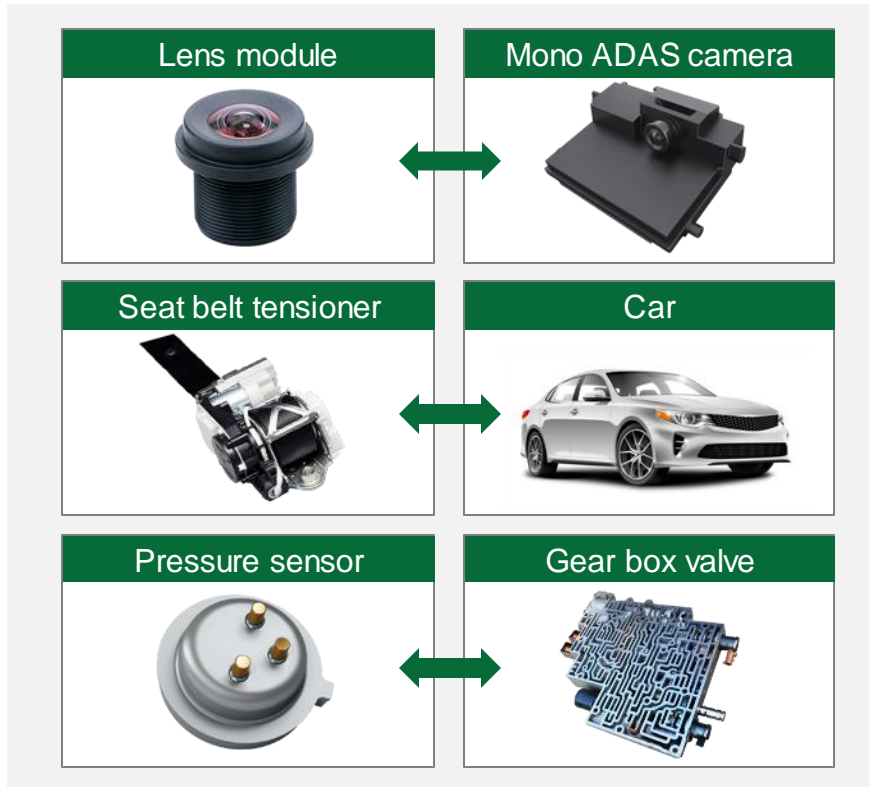 Lens module
Mono ADAS camera
Seat belt tensioner
Car
Pressure sensor
Gear box valve